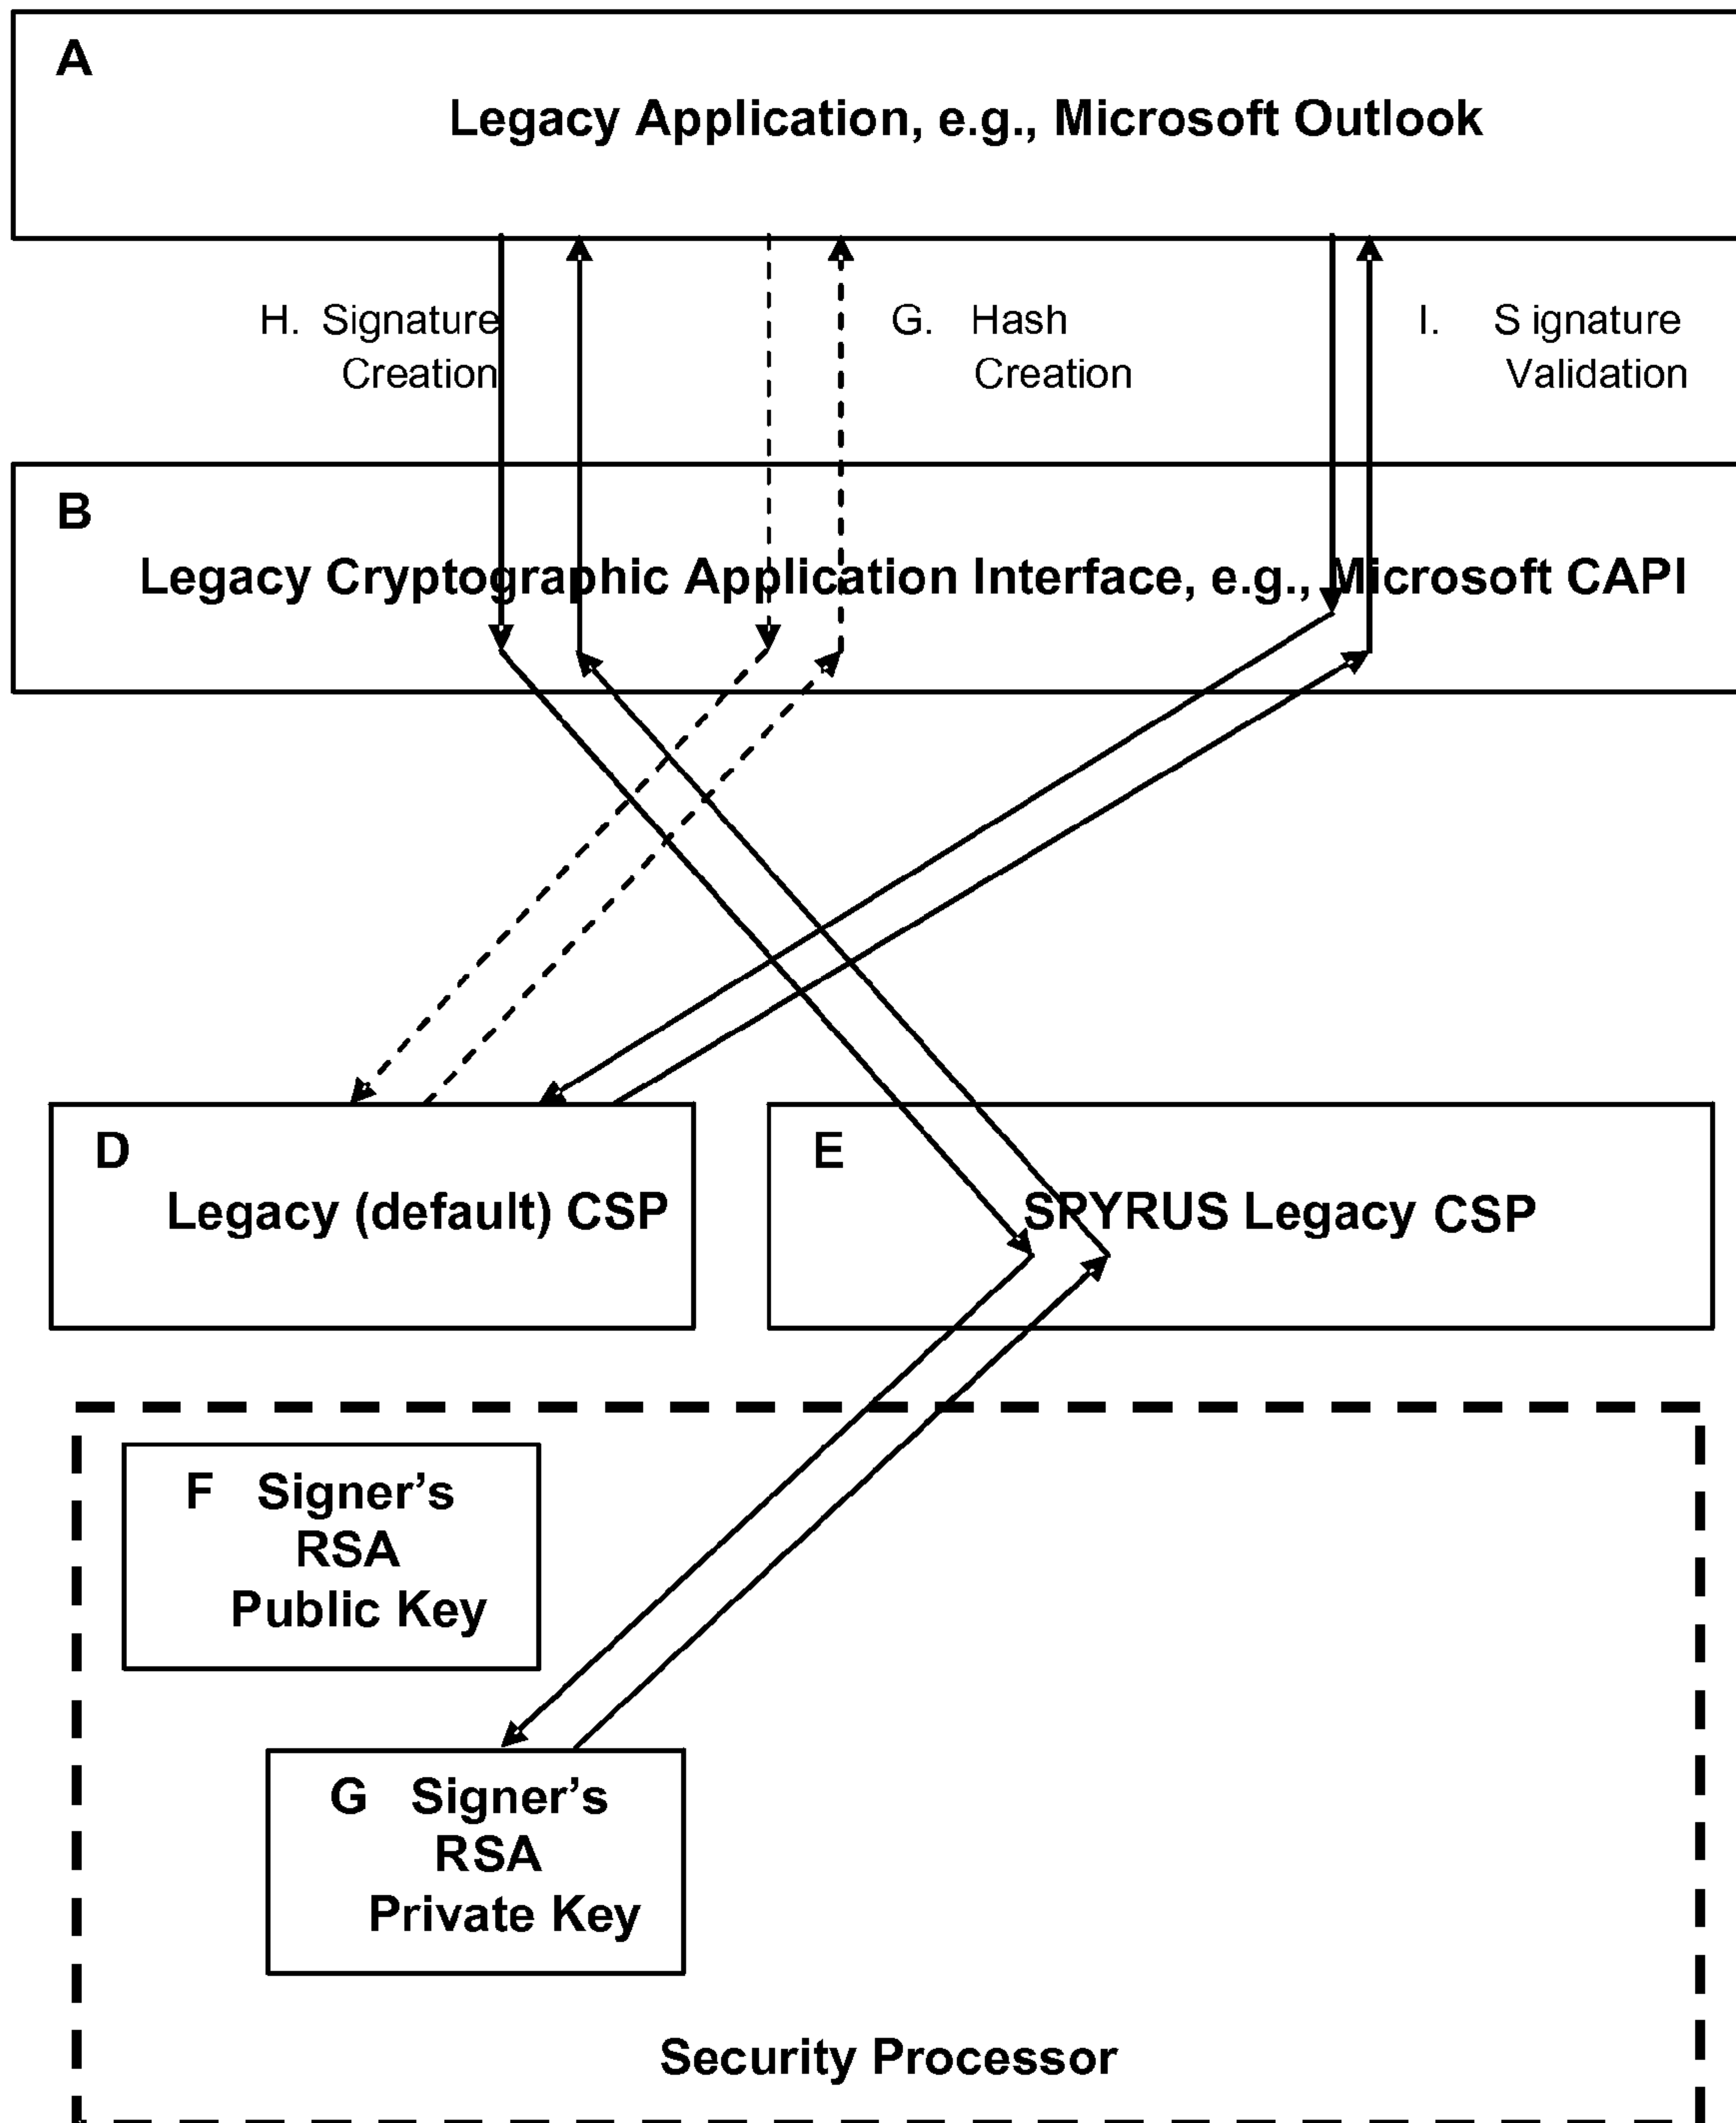 A
Legacy Application, e.g., Microsoft Outlook
H. Signature
Creation
G. Hash
Creation
I. S ignature
Validation
B
Legacy Cryptographic Application Interface, e.g., Microsoft CAPI
D
Legacy (default) CSP
E
SPYRUS Legacy CSP
F Signer's
RSA
Public Key
G Signer's
RSA
Private Key
Security Processor